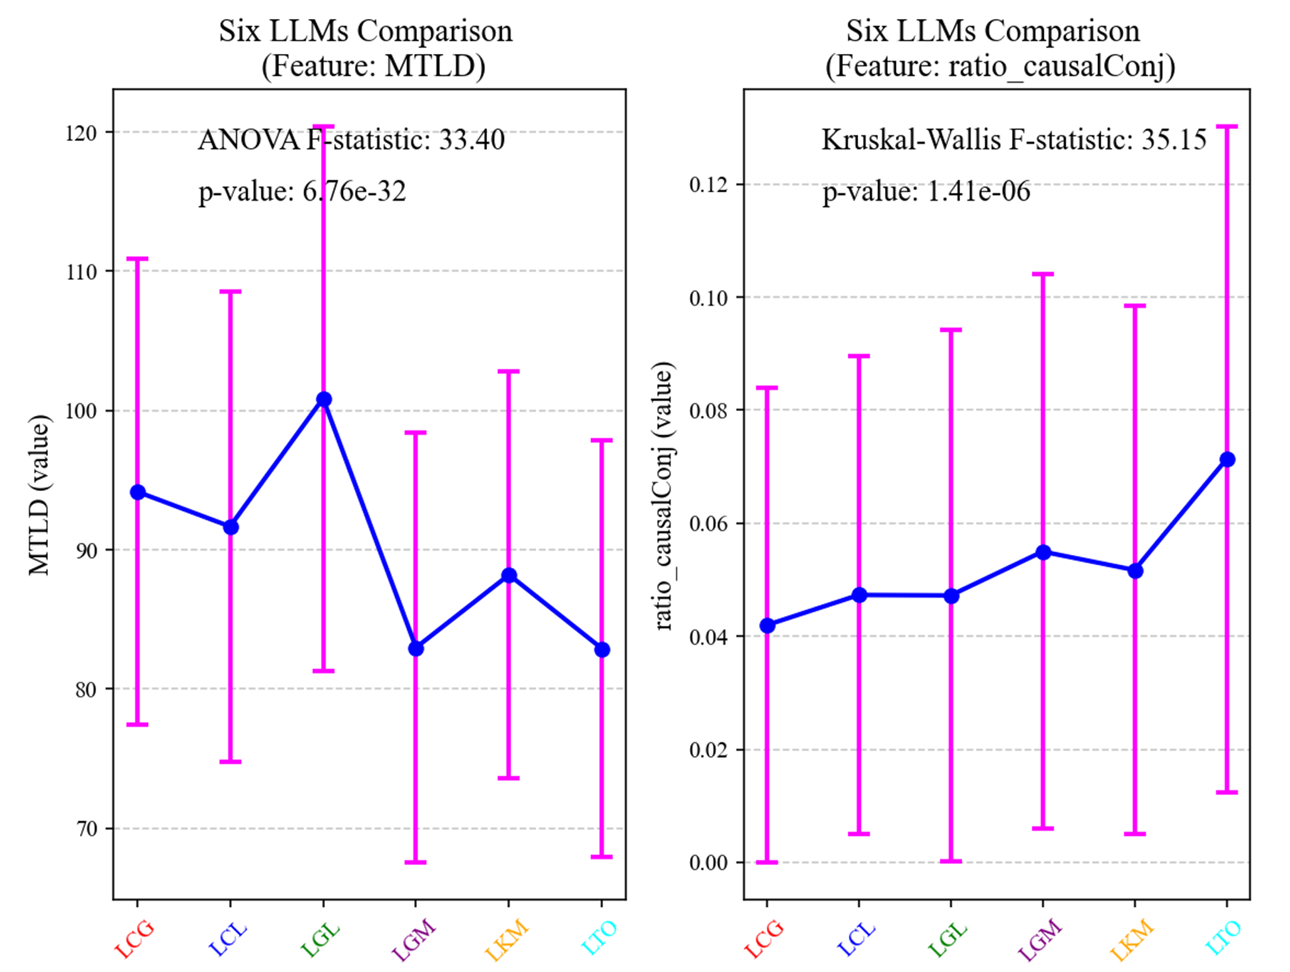 Six LLMs Comparison
(Feature: MTLD)
ANOVA F-statistic: 33.40
p-value: 6.76e-32
MTLD (value)
120
110
100
90
80
70
LCG
LCL
LGL
LGM
LKM
LTO
Six LLMs Comparison
(Feature: ratio_causalConj)
Kruskal-Wallis F-statistic: 35.15
p-value: 1.41e-06
ratio_causalConj (value)
0.12
0.10
0.08
0.06
0.04
0.02
0.00
LCG
LCL
LGL
LGM
LKM
LTO